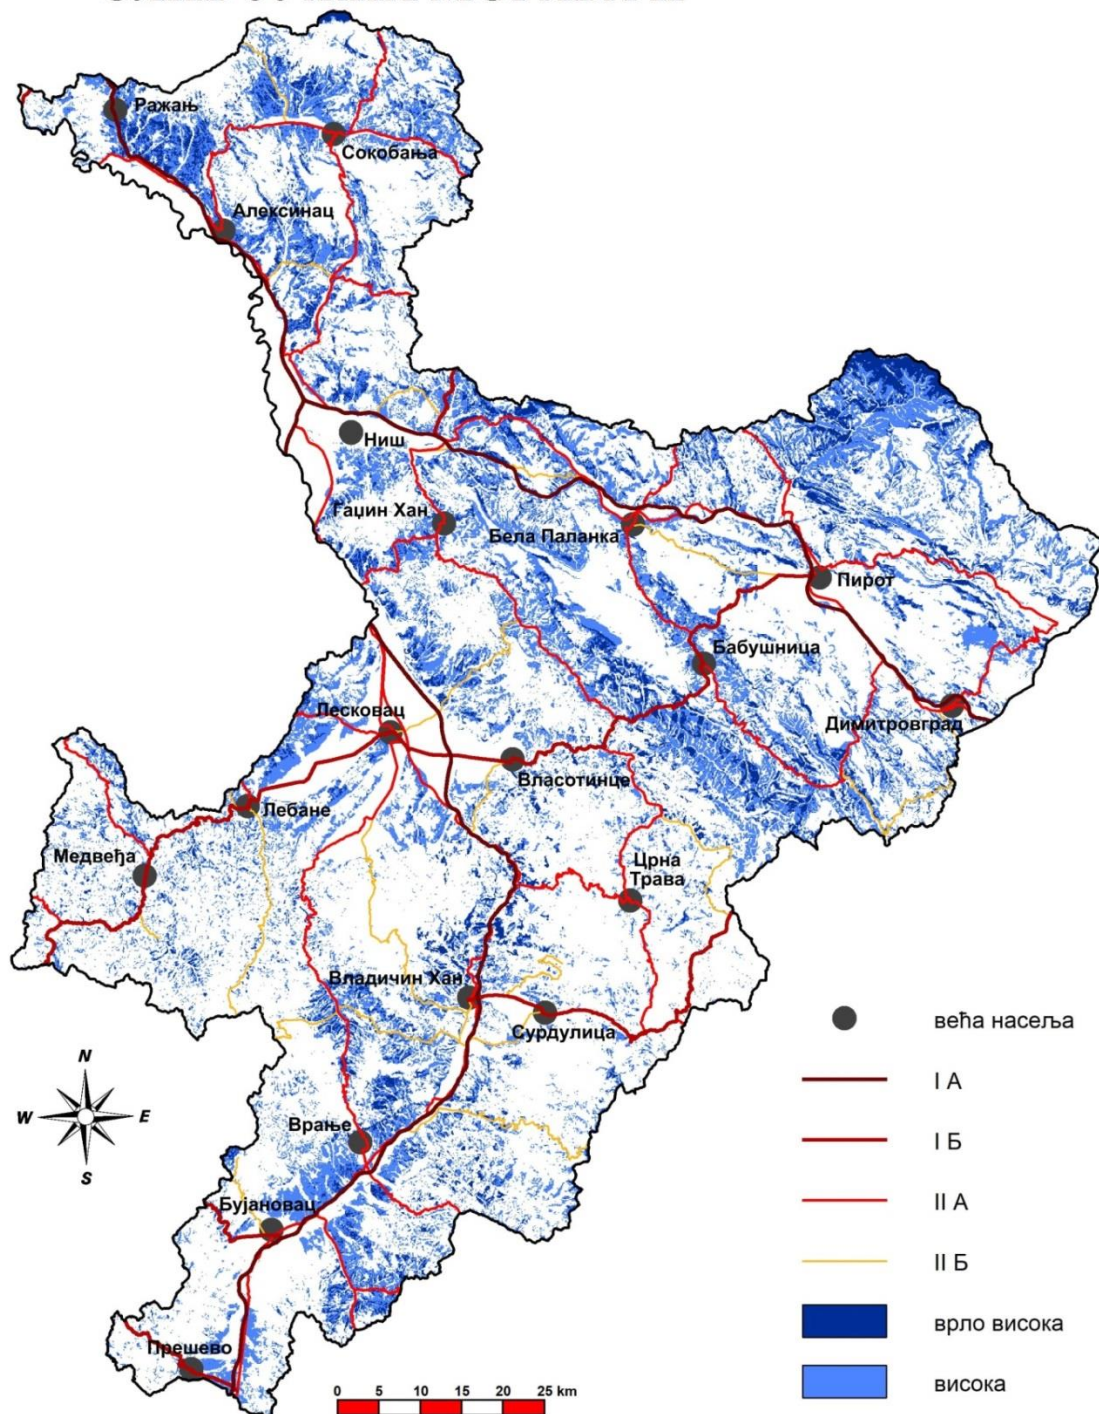 Ражањ
Сокобања
Алексинац
Ниш
Гаџин Хан
Бела Паланка
Пирот
Бабушница
Димитровград
Лесковац
Власотинце
Лебане
Медвеђа
Црна
Трава
Владичин Хан
Сурдулица
Врање
Бујановац
Прешево
N
W
E
S
већа насеља
I А
I Б
II А
II Б
врло висока
висока
0 5 10 15 20 25 km